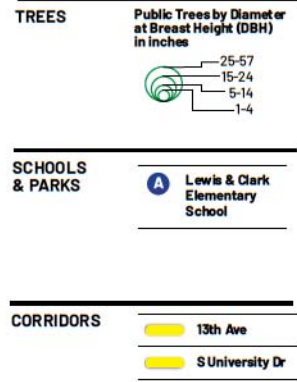 TREES
Public Trees by Diameter
at Breast Height (DBH)
in inches
25-57
15-24
5-14
1-4
SCHOOLS
& PARKS
A
Lewis & Clark
Elementary
School
CORRIDORS
13th Ave
S University Dr